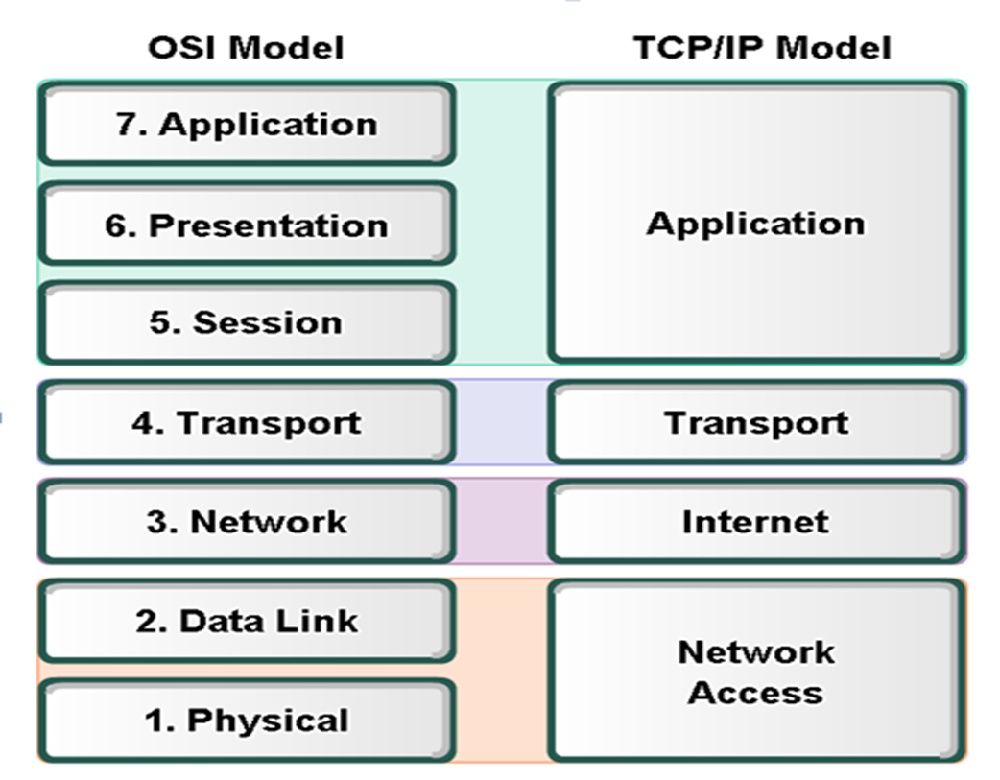 OSI Model
TCP/IP Model
7. Application
6. Presentation
5. Session
Application
4. Transport
Transport
3. Network
Internet
2. Data Link
1. Physical
Network
Access